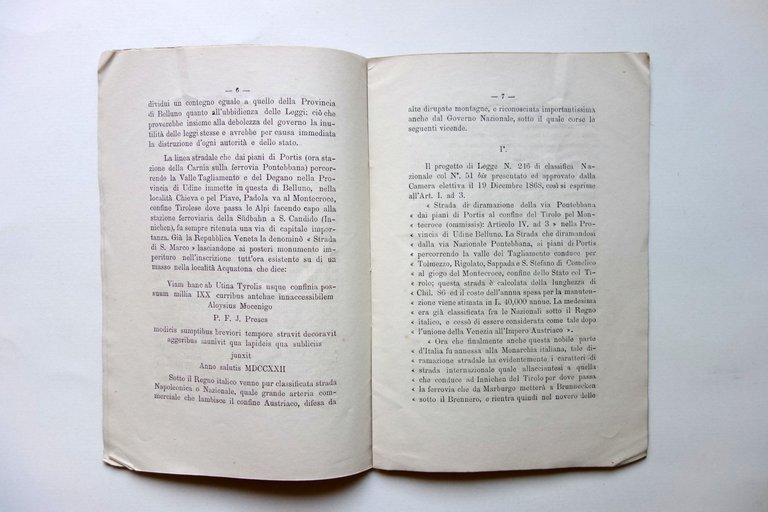 — 6 —
dividui un contegno eguale a quello della Provincia
di Belluno quanto all'ubbidienza delle Leggi; ciò che
proverebbe insieme alla debolezza del governo la inu-
tilità delle leggi stesse e avrebbe per causa immediata
la distruzione d'ogni autorità e dello stato.
La linea stradale che dai piani di Portis (ora sta-
zione della Carnia sulla ferrovia Pontebbana) percor-
rendo la Valle Tagliamento e del Degano nella Pro-
vincia di Udine immette in questa di Belluno, nella
località Chieva e pel Piave, Padola va al Montecroce,
confine Tirolese dove passa le Alpi facendo capo alla
stazione ferroviaria della Südbahn a S. Candido (In-
nichen), fu sempre ritenuta una via di capitale impor-
tanza. Già la Repubblica Veneta la denominò « Strada
di S. Marco » lasciandone ai posteri monumento im-
perituro nell'inscrizione tutt'ora esistente su di un
masso nella località Acquatona che dice:
Viam hanc ab Utina Tyrolis usque confinia pos-
suum millia IXX curribus antehac innaccessibilem
Aloysius Mocenigo
P. F. J. Preses
modicis sumptibus breviori tempore stravit decoravit
aggeribus munivit qua lapideis qua subliciis
junxit
Anno salutis MDCCXXII
Sotto il Regno italico venne pur classificata strada
Napoleonica o Nazionale, quale grande arteria com-
merciale che lambisce il confine Austriaco, difesa da
— 7 —
alte dirupate montagne, e riconosciuta importantissima
anche dal Governo Nazionale, sotto il quale corse le
seguenti vicende.
I°.
Il progetto di Legge N. 246 di classifica Na-
zionale col N°. 51 bis presentato ed approvato dalla
Camera elettiva il 19 Dicembre 1868, così si esprime
all'Art. I. ad 3.
« Strada di diramazione della via Pontebbana
« dai piani di Portis al confine del Tirolo pel Mon-
« tecroce (ommissis): Articolo IV. ad 3 » nella Pro-
« vincia di Udine Belluno. La Strada che diramandosi
« dalla via Nazionale Pontebbana, ai piani di Portis
« percorrendo la valle del Tagliamento conduce per
« Tolmezzo, Rigolato, Sappada e S. Stefano di Comelico
« al giogo del Montecroce, confine dello Stato col Ti-
« rolo; questa strada è calcolata della lunghezza di
« Chil. 86 ed il costo dell'annua spesa per la manuten-
« zione viene stimata in L. 40,000 annue. La medesima
« era già classificata fra le Nazionali sotto il Regno
« italico, e cessò di essere considerata come tale dopo
« l'unione della Venezia all'Impero Austriaco ».
« Ora che finalmente anche questa nobile parte
« d'Italia fu annessa alla Monarchia italiana, tale di-
« ramazione stradale ha evidentemente i caratteri di
« strada internazionale quale allacciantesi a quella
« che conduce ad Innichen del Tirolo per dove passa
« la ferrovia che da Marburgo metterà a Brunnecken
« sotto il Brennero, e rientra quindi nel novero delle